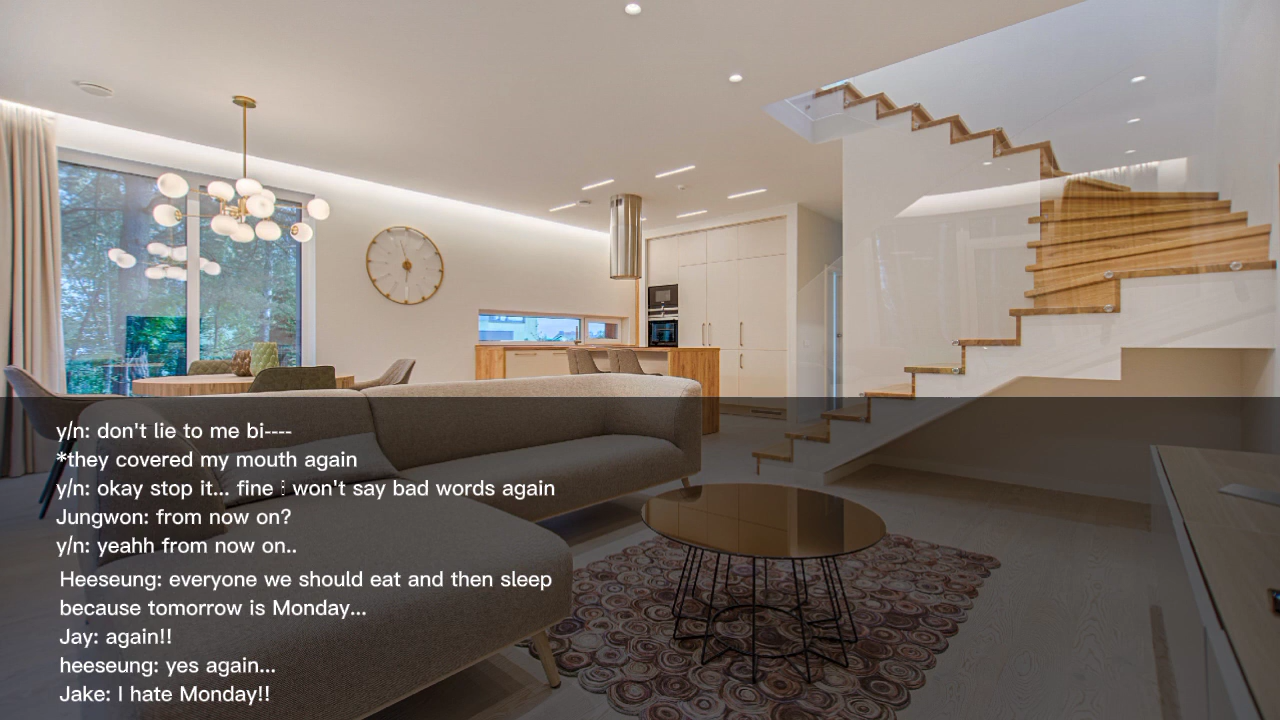 y/n: don't lie to me bi----
*they covered my mouth again
y/n: okay stop it... fine i won't say bad words again
Jungwon: from now on?
y/n: yeahh from now on..
Heeseung: everyone we should eat and then sleep
because tomorrow is Monday...
Jay: again!!
heeseung: yes again...
Jake: I hate Monday!!